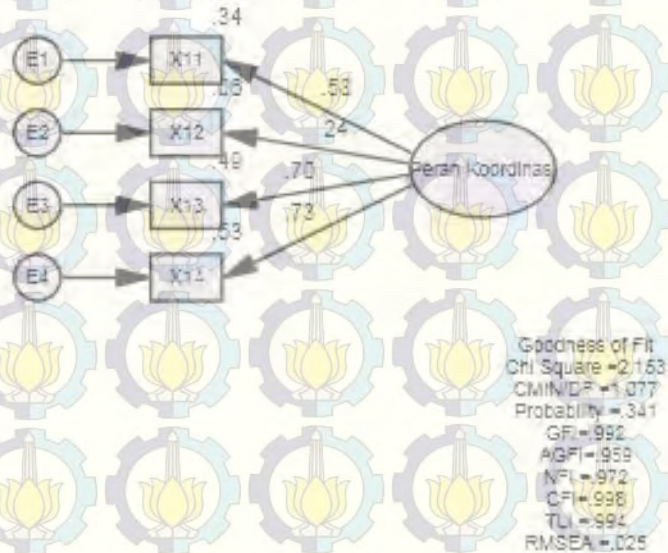 .34
E1 X11
.53
E2 X12
.24
.49
.70
Peran Koordinasi
E3 X13
.73
.53
E4 X14
Goodness of Fit
Chi Square =2.153
CMIN/DF =1.077
Probability =.341
GFI=.992
AGFI=.959
NFI =.972
CFI=.998
TLI =.994
RMSEA =.025